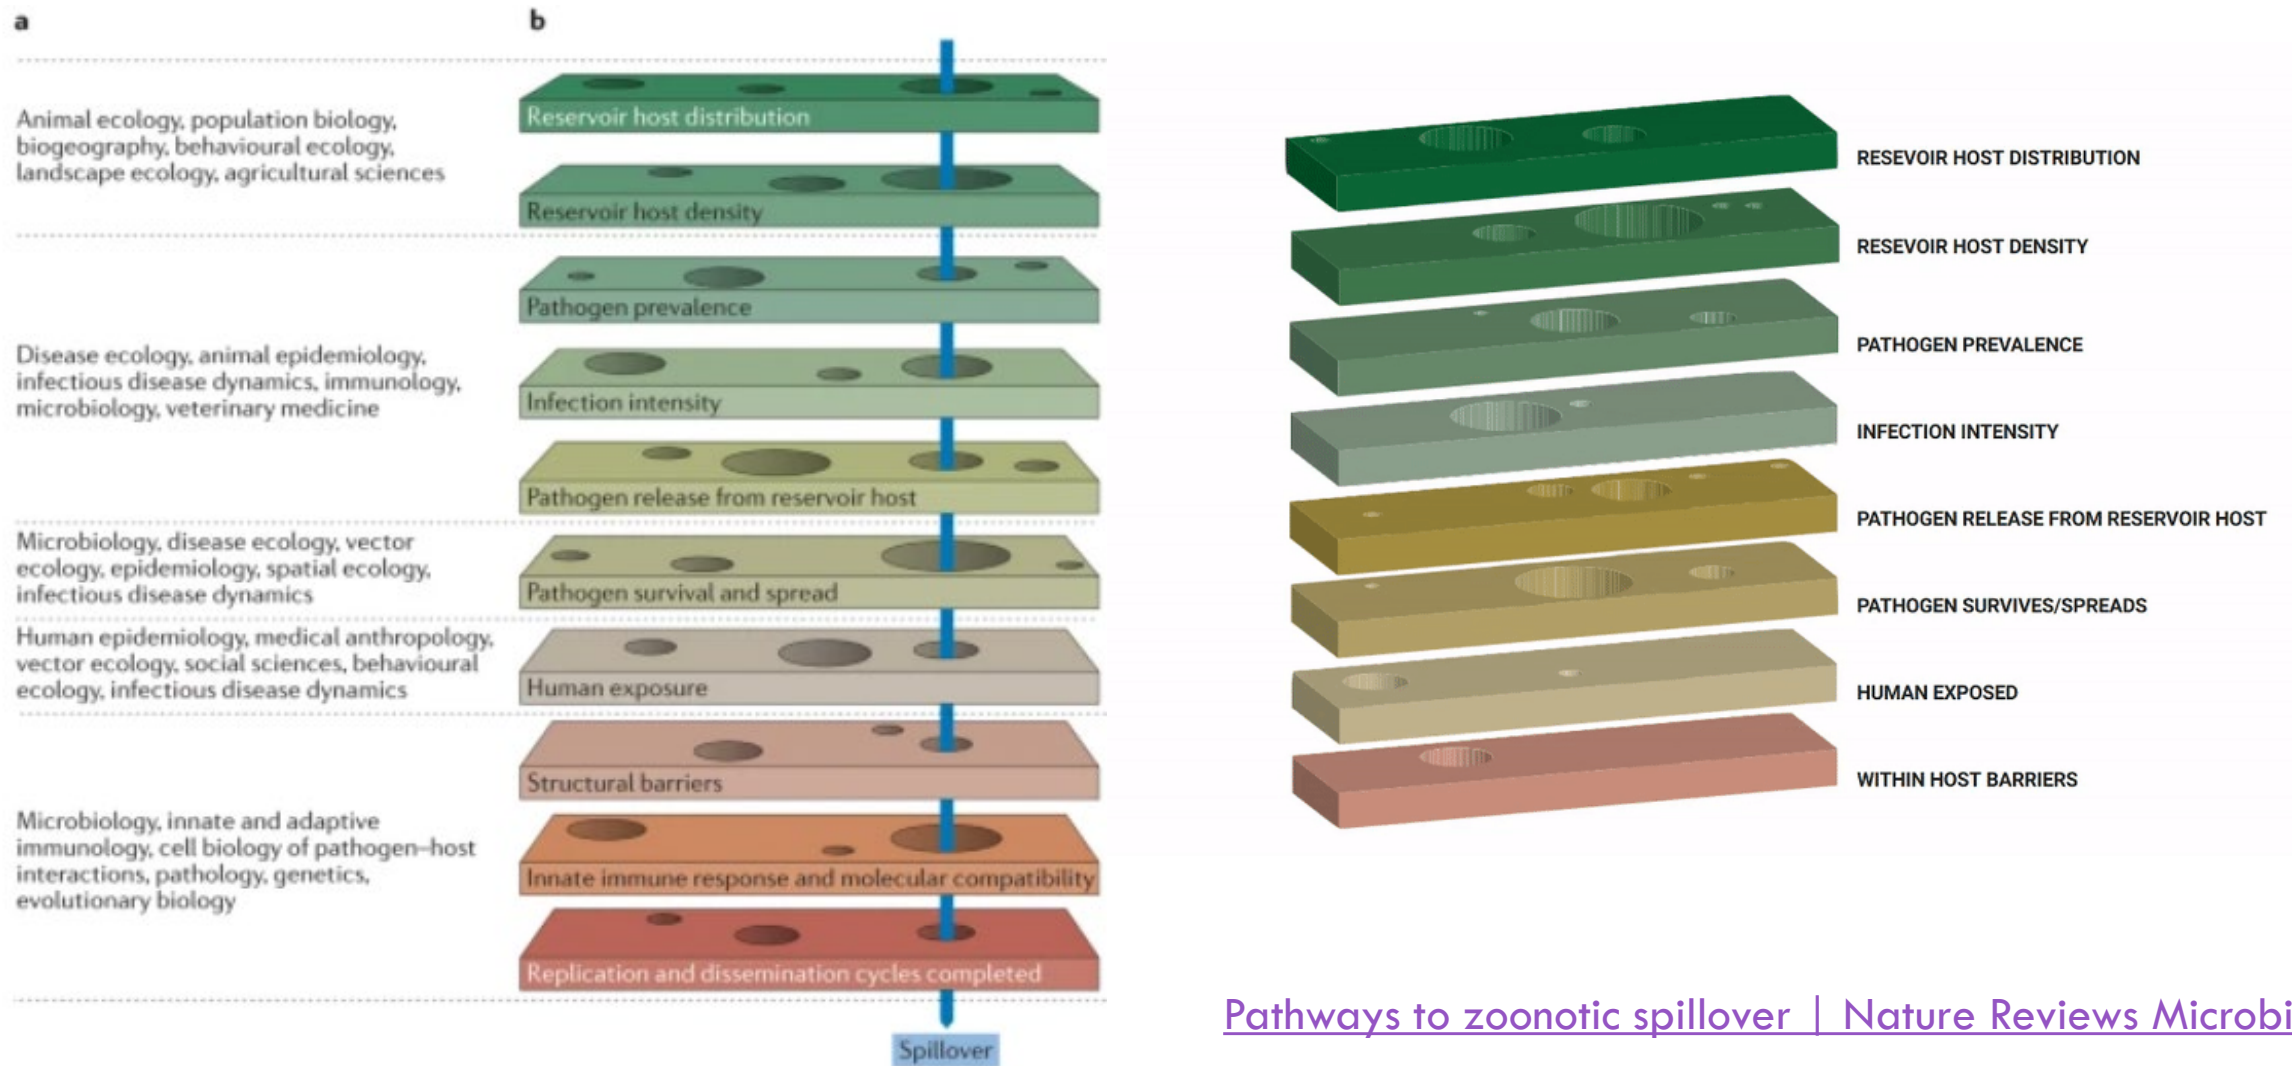 a
b
Animal ecology, population biology,
biogeography, behavioural ecology,
landscape ecology, agricultural sciences
Disease ecology, animal epidemiology,
infectious disease dynamics, immunology,
microbiology, veterinary medicine
Microbiology, disease ecology, vector
ecology, epidemiology, spatial ecology,
infectious disease dynamics
Human epidemiology, medical anthropology,
vector ecology, social sciences, behavioural
ecology, infectious disease dynamics
Microbiology, innate and adaptive
immunology, cell biology of pathogen–host
interactions, pathology, genetics,
evolutionary biology
Reservoir host distribution
Reservoir host density
Pathogen prevalence
Infection intensity
Pathogen release from reservoir host
Pathogen survival and spread
Human exposure
Structural barriers
Innate immune response and molecular compatibility
Replication and dissemination cycles completed
Spillover
RESEVOIR HOST DISTRIBUTION
RESEVOIR HOST DENSITY
PATHOGEN PREVALENCE
INFECTION INTENSITY
PATHOGEN RELEASE FROM RESERVOIR HOST
PATHOGEN SURVIVES/SPREADS
HUMAN EXPOSED
WITHIN HOST BARRIERS
Pathways to zoonotic spillover | Nature Reviews Microbi